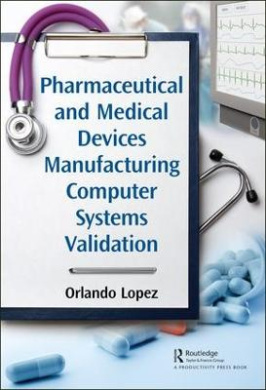 Pharmaceutical
and Medical
Devices
Manufacturing
Computer
Systems
Validation
Orlando Lopez
Routledge
Taylor & Francis Group
A PRODUCTIVITY PRESS BOOK